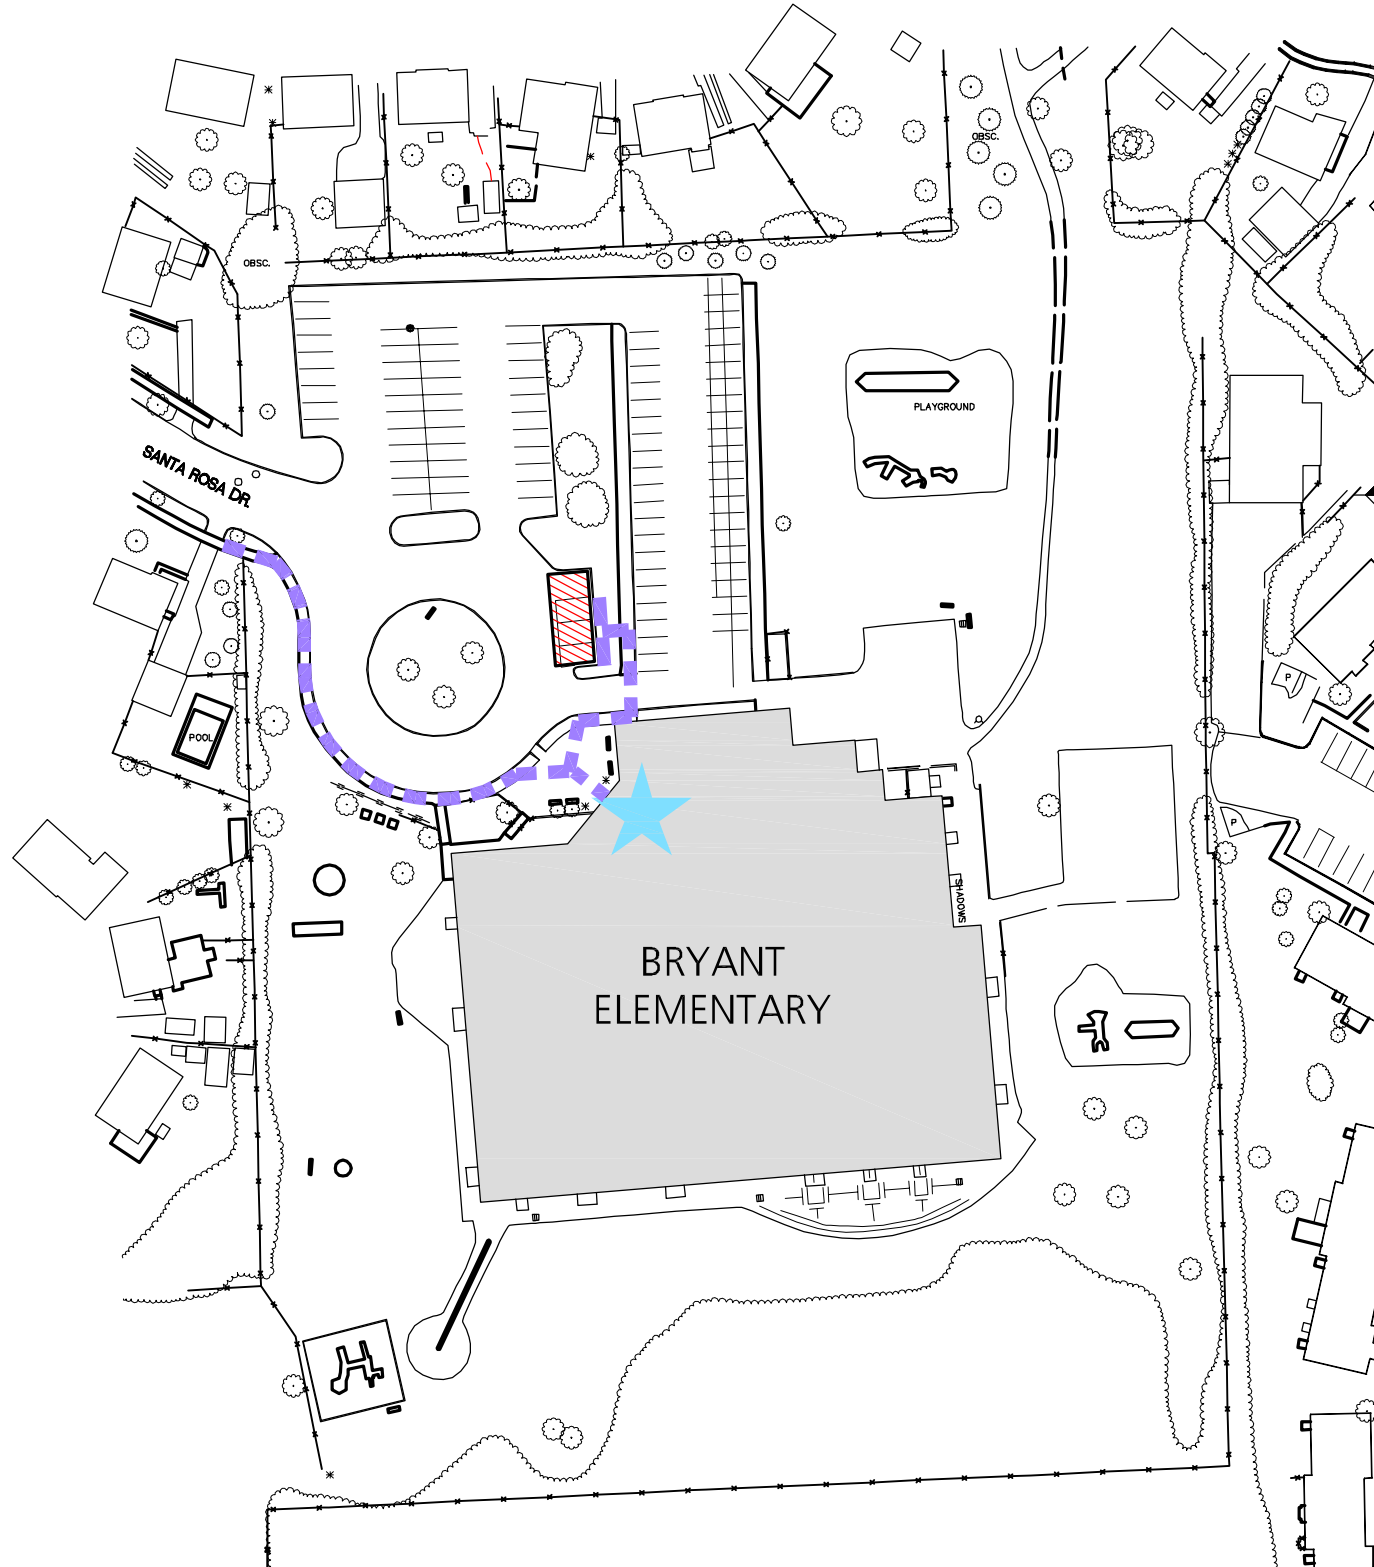 OBSC.
OBSC.
PLAYGROUND
SANTA ROSA DR.
P
POOL
P
SHADOWS
BRYANT
ELEMENTARY